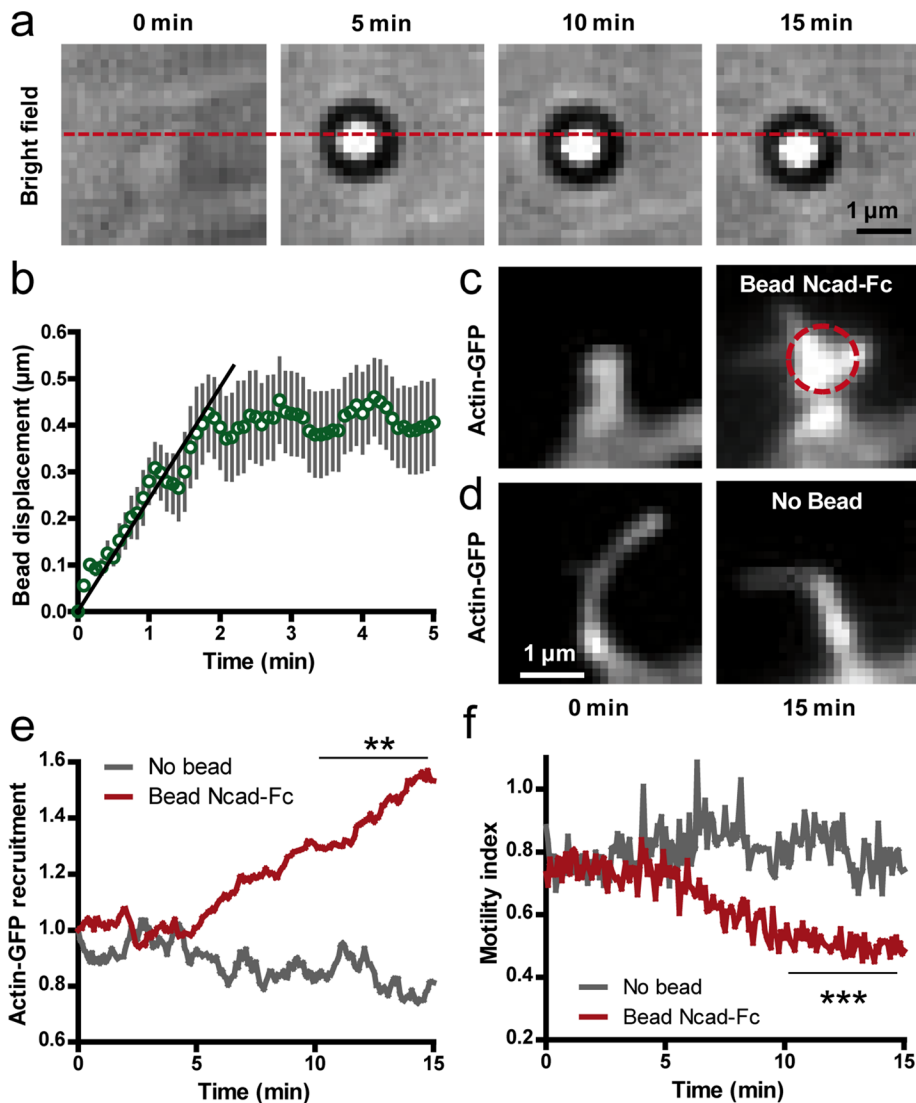 a
0 min 5 min 10 min 15 min
Bright field
1 µm
b
Bead displacement (µm)
0.6
0.5
0.4
0.3
0.2
0.1
0.0
0 1 2 3 4 5
Time (min)
c
Actin-GFP
Bead Ncad-Fc
d
Actin-GFP
No Bead
1 µm
0 min 15 min
e
Actin-GFP recruitment
1.6
1.4
1.2
1.0
0.8
0.6
No bead
Bead Ncad-Fc
**
0 5 10 15
Time (min)
f
Motility index
1.0
0.8
0.6
0.4
0.2
No bead
Bead Ncad-Fc
***
0 5 10 15
Time (min)